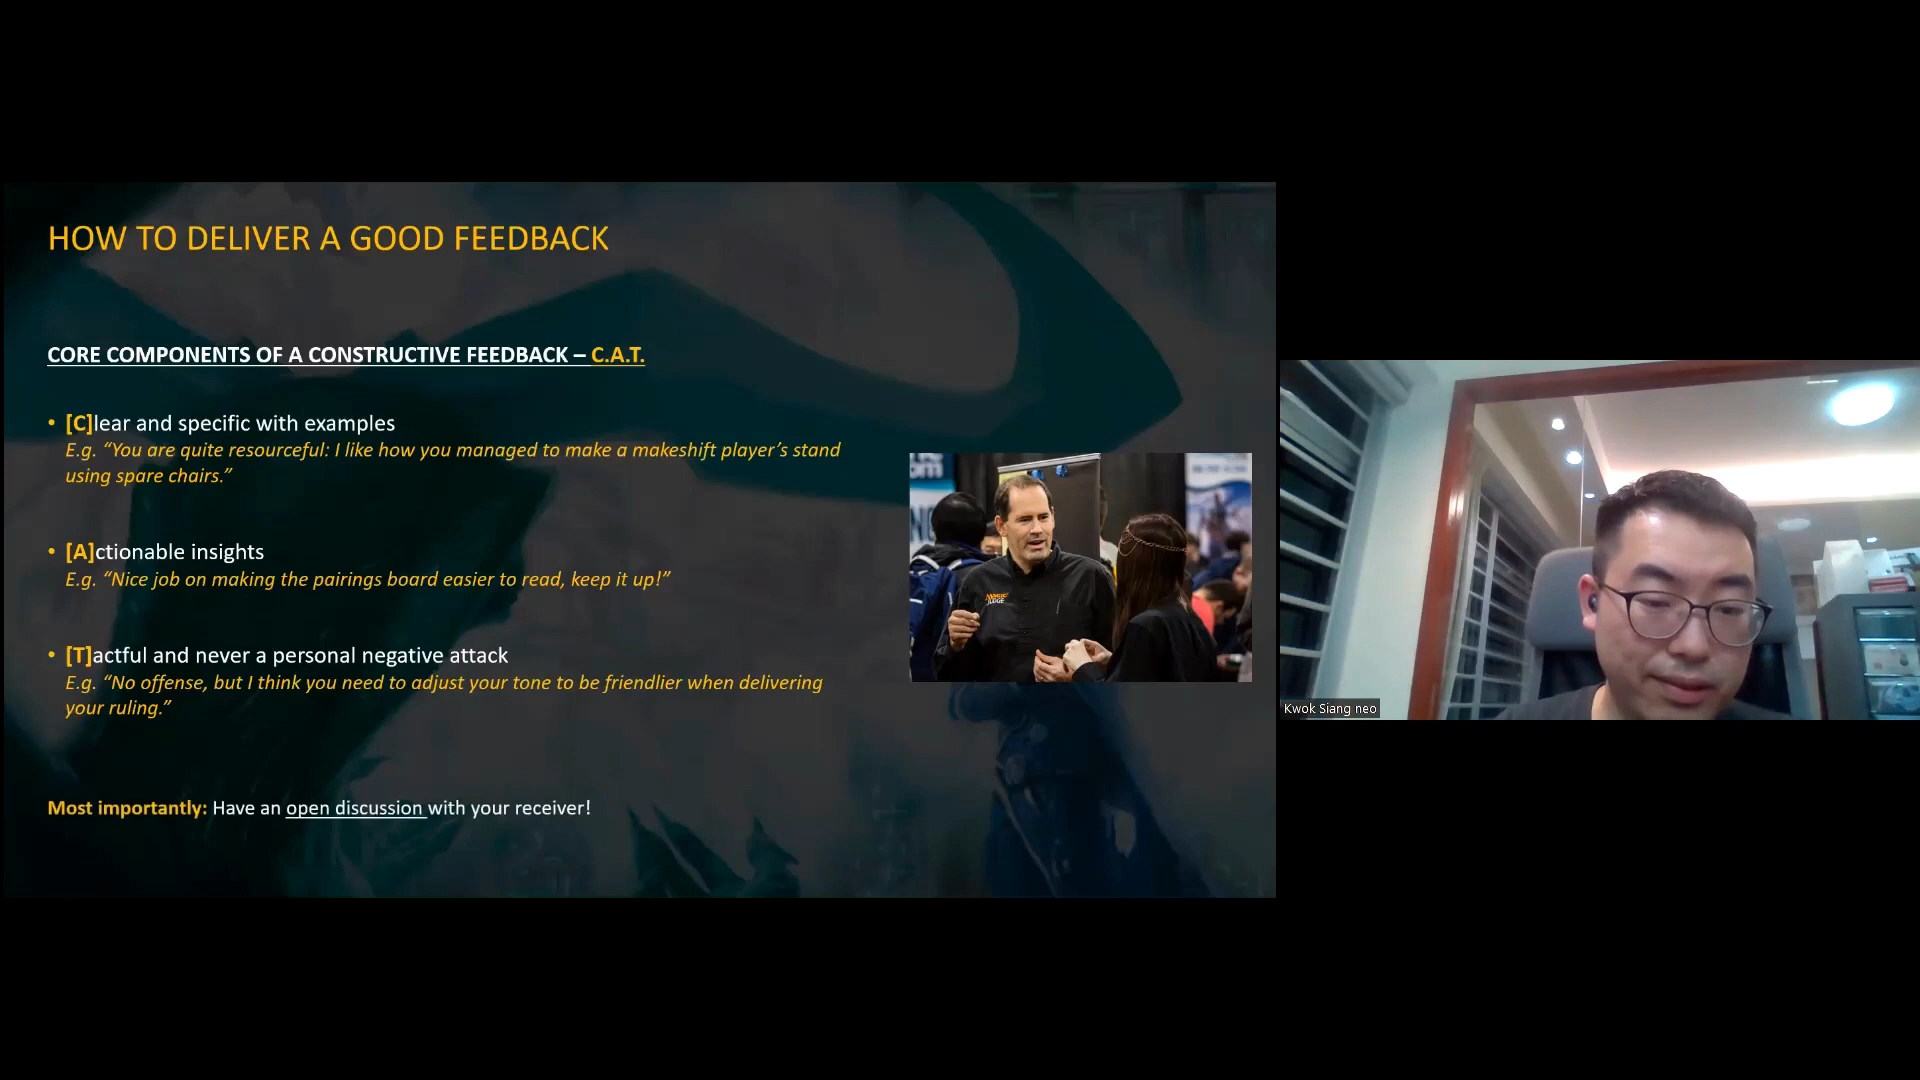 HOW TO DELIVER A GOOD FEEDBACK
CORE COMPONENTS OF A CONSTRUCTIVE FEEDBACK – C.A.T.
• [C]lear and specific with examples
E.g. “You are quite resourceful: I like how you managed to make a makeshift player’s stand
using spare chairs.”
• [A]ctionable insights
E.g. “Nice job on making the pairings board easier to read, keep it up!”
• [T]actful and never a personal negative attack
E.g. “No offense, but I think you need to adjust your tone to be friendlier when delivering
your ruling.”
Most importantly: Have an open discussion with your receiver!
MAGIC
JUDGE
Kwok Siang neo